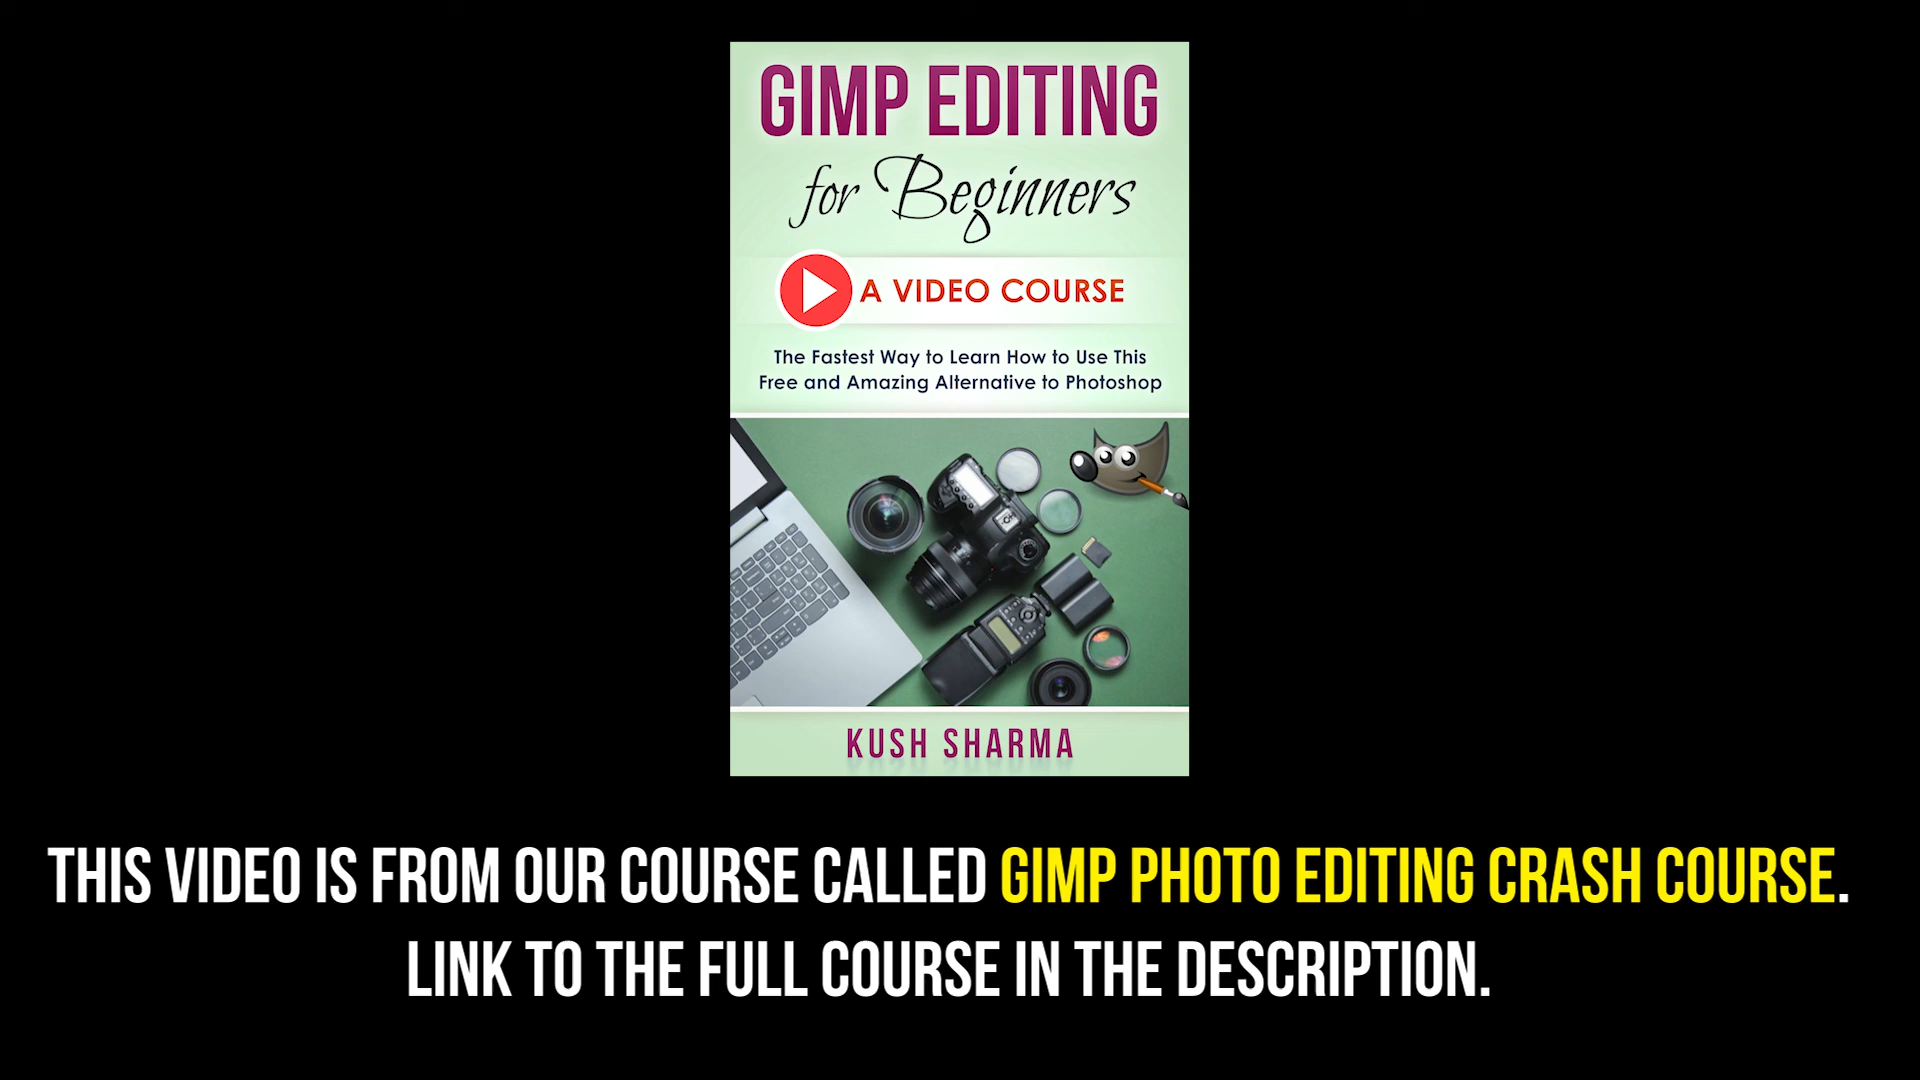 GIMP EDITING
for Beginners
A VIDEO COURSE
The Fastest Way to Learn How to Use This
Free and Amazing Alternative to Photoshop
KUSH SHARMA
THIS VIDEO IS FROM OUR COURSE CALLED GIMP PHOTO EDITING CRASH COURSE.
LINK TO THE FULL COURSE IN THE DESCRIPTION.